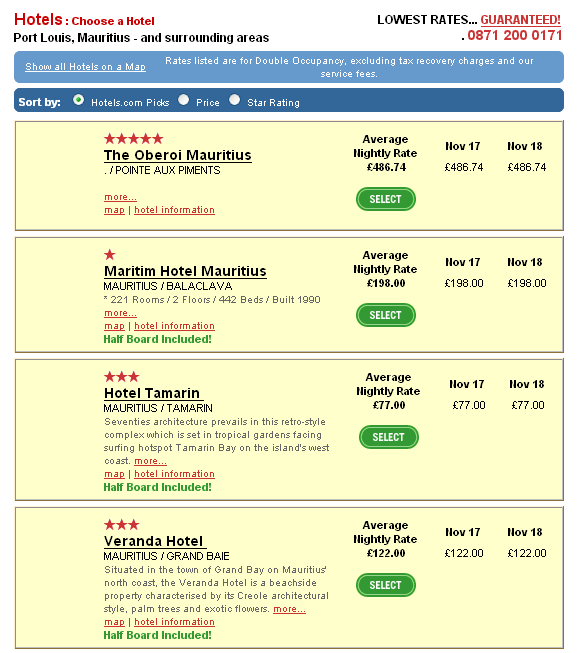 Hotels : Choose a Hotel
LOWEST RATES... GUARANTEED!
Port Louis, Mauritius - and surrounding areas
. 0871 200 0171
Show all Hotels on a Map
Rates listed are for Double Occupancy, excluding tax recovery charges and our
service fees.
Sort by: Hotels.com Picks Price Star Rating
The Oberoi Mauritius
. / POINTE AUX PIMENTS
more...
map | hotel information
Average
Nightly Rate
£486.74
SELECT
Nov 17
£486.74
Nov 18
£486.74
Maritim Hotel Mauritius
MAURITIUS / BALACLAVA
* 221 Rooms / 2 Floors / 442 Beds / Built 1990
more...
map | hotel information
Half Board Included!
Average
Nightly Rate
£198.00
SELECT
Nov 17
£198.00
Nov 18
£198.00
Hotel Tamarin
MAURITIUS / TAMARIN
Seventies architecture prevails in this retro-style
complex which is set in tropical gardens facing
surfing hotspot Tamarin Bay on the island's west
coast. more...
map | hotel information
Half Board Included!
Average
Nightly Rate
£77.00
SELECT
Nov 17
£77.00
Nov 18
£77.00
Veranda Hotel
MAURITIUS / GRAND BAIE
Situated in the town of Grand Bay on Mauritius'
north coast, the Veranda Hotel is a beachside
property characterised by its Creole architectural
style, palm trees and exotic flowers. more...
map | hotel information
Half Board Included!
Average
Nightly Rate
£122.00
SELECT
Nov 17
£122.00
Nov 18
£122.00